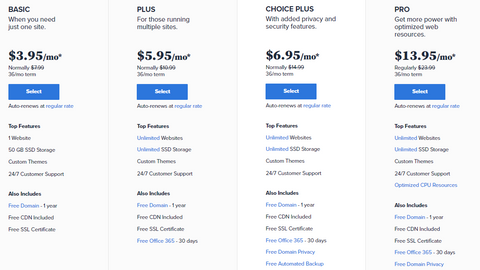 BASIC
When you need
just one site.
$3.95/mo*
Normally $7.99
36/mo term
Select
Auto-renews at regular rate
Top Features
1 Website
50 GB SSD Storage
Custom Themes
24/7 Customer Support
Also Includes
Free Domain - 1 year
Free CDN Included
Free SSL Certificate
PLUS
For those running
multiple sites.
$5.95/mo*
Normally $10.99
36/mo term
Select
Auto-renews at regular rate
Top Features
Unlimited Websites
Unlimited SSD Storage
Custom Themes
24/7 Customer Support
Also Includes
Free Domain - 1 year
Free CDN Included
Free SSL Certificate
Free Office 365 - 30 days
CHOICE PLUS
With added privacy and
security features.
$6.95/mo*
Normally $14.99
36/mo term
Select
Auto-renews at regular rate
Top Features
Unlimited Websites
Unlimited SSD Storage
Custom Themes
24/7 Customer Support
Also Includes
Free Domain - 1 year
Free CDN Included
Free SSL Certificate
Free Office 365 - 30 days
Free Domain Privacy
Free Automated Backup
PRO
Get more power with
optimized web
resources.
$13.95/mo*
Regularly $23.99
36/mo term
Select
Auto-renews at regular rate
Top Features
Unlimited Websites
Unlimited SSD Storage
Custom Themes
24/7 Customer Support
Optimized CPU Resources
Also Includes
Free Domain - 1 year
Free CDN Included
Free SSL Certificate
Free Office 365 - 30 days
Free Domain Privacy